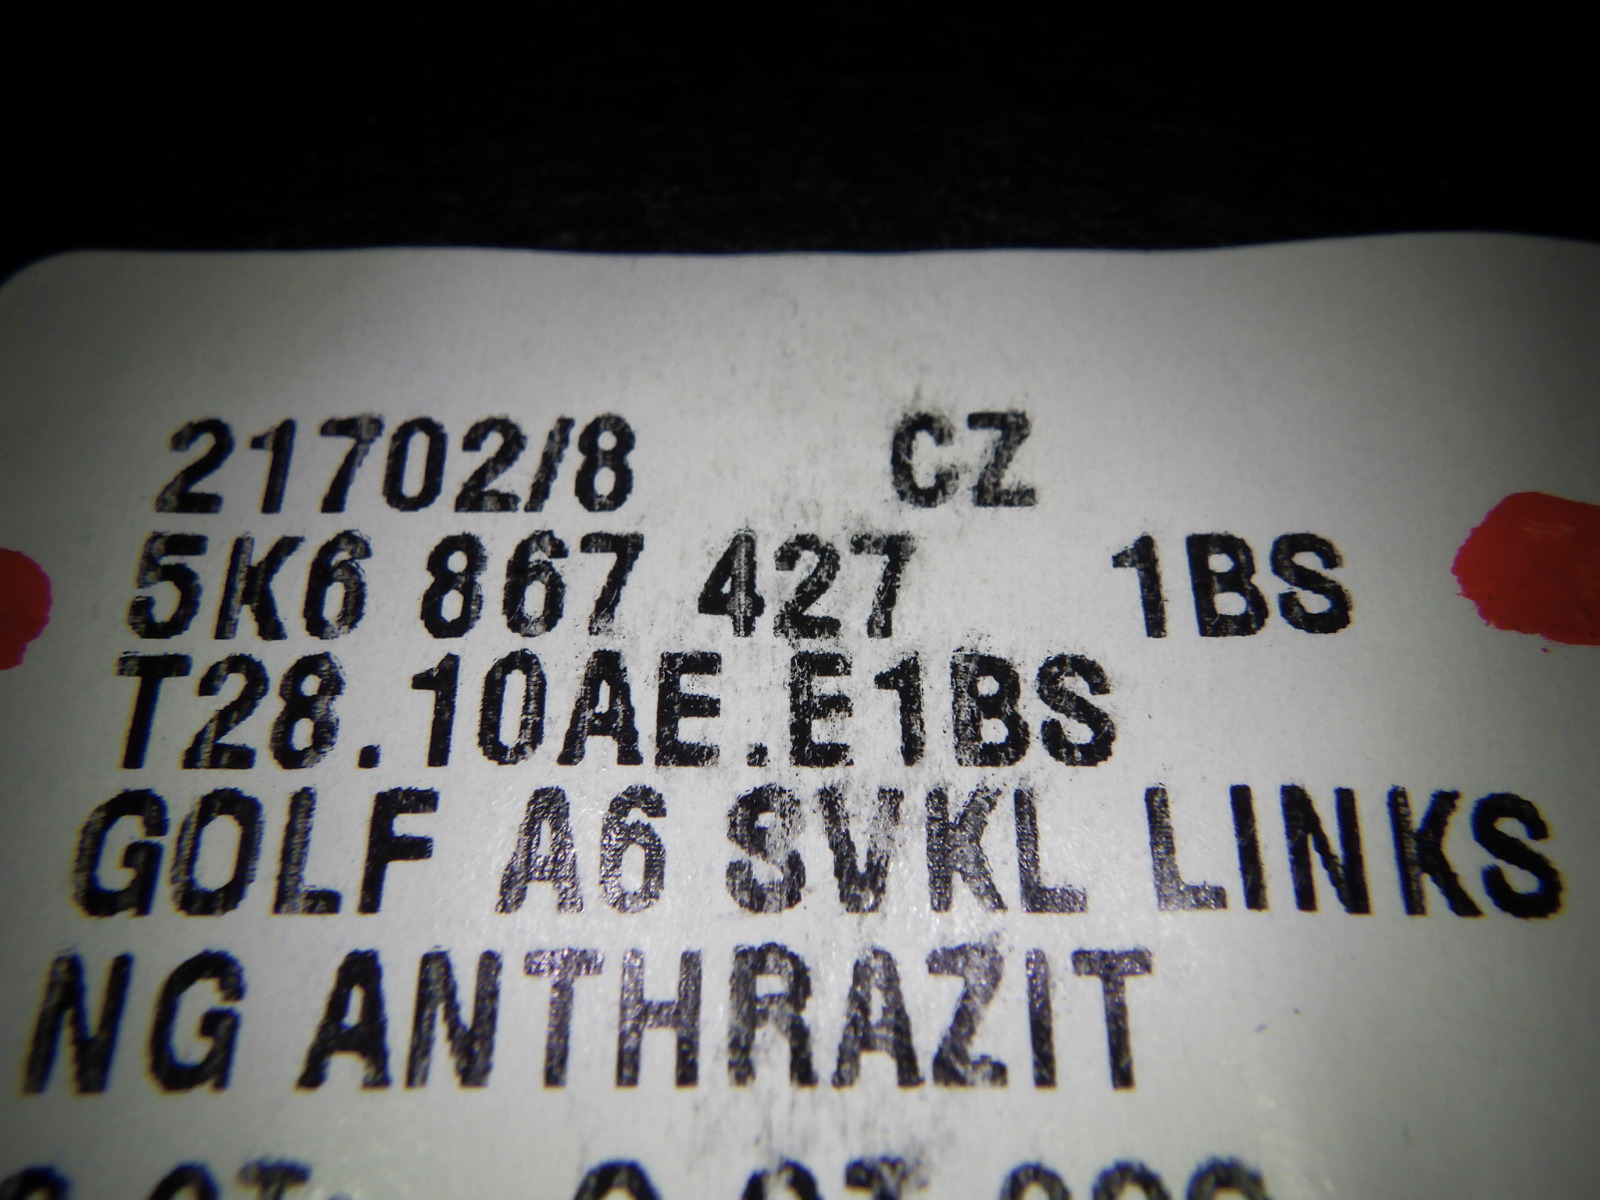 21702/8 CZ
5K6 867 427 1BS
T28.10AE.E1BS
GOLF A6 SVKL LINKS
NG ANTHRAZIT